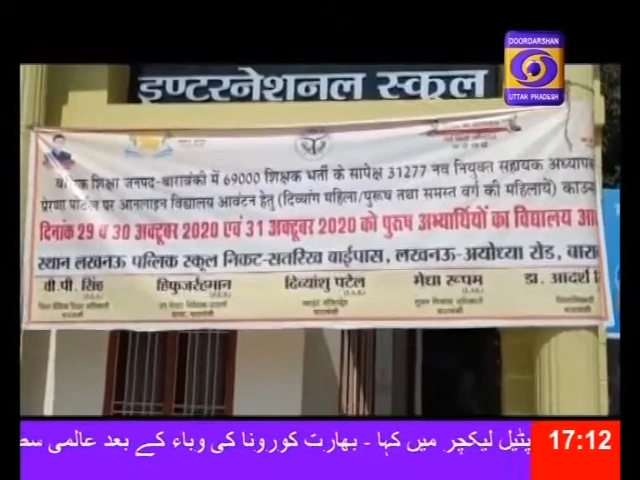 DOORDARSHAN
UTTAR PRADESH
इण्टरनेशनल स्कूल
शिक्षा जनपद-बाराबंकी में 69000 शिक्षक भर्ती के सापेक्ष 31277 नव नियुक्त सहायक
प्रेरणा पोर्टल पर आनलाइन विद्यालय आवंटन हेतु (दिव्यांग महिला/पुरूष तथा समस्त वर्ग की महिलायें)
दिनांक 29 व 30 अक्टूबर 2020 एवं 31 अक्टूबर 2020 को पुरूष अभ्यार्थियों का विद्यालय
स्थान लखनऊ पब्लिक स्कूल निकट-सतरिख बाईपास, लखनऊ-अयोध्या रोड,
वी.पी. सिंह हिफुजर्रहमान दिव्यांशु पटेल मेधा रूपम डा. आदर्श
پٹیل لیکچر میں کہا - بھارت کورونا کی وباء کے بعد عالمی
17:12